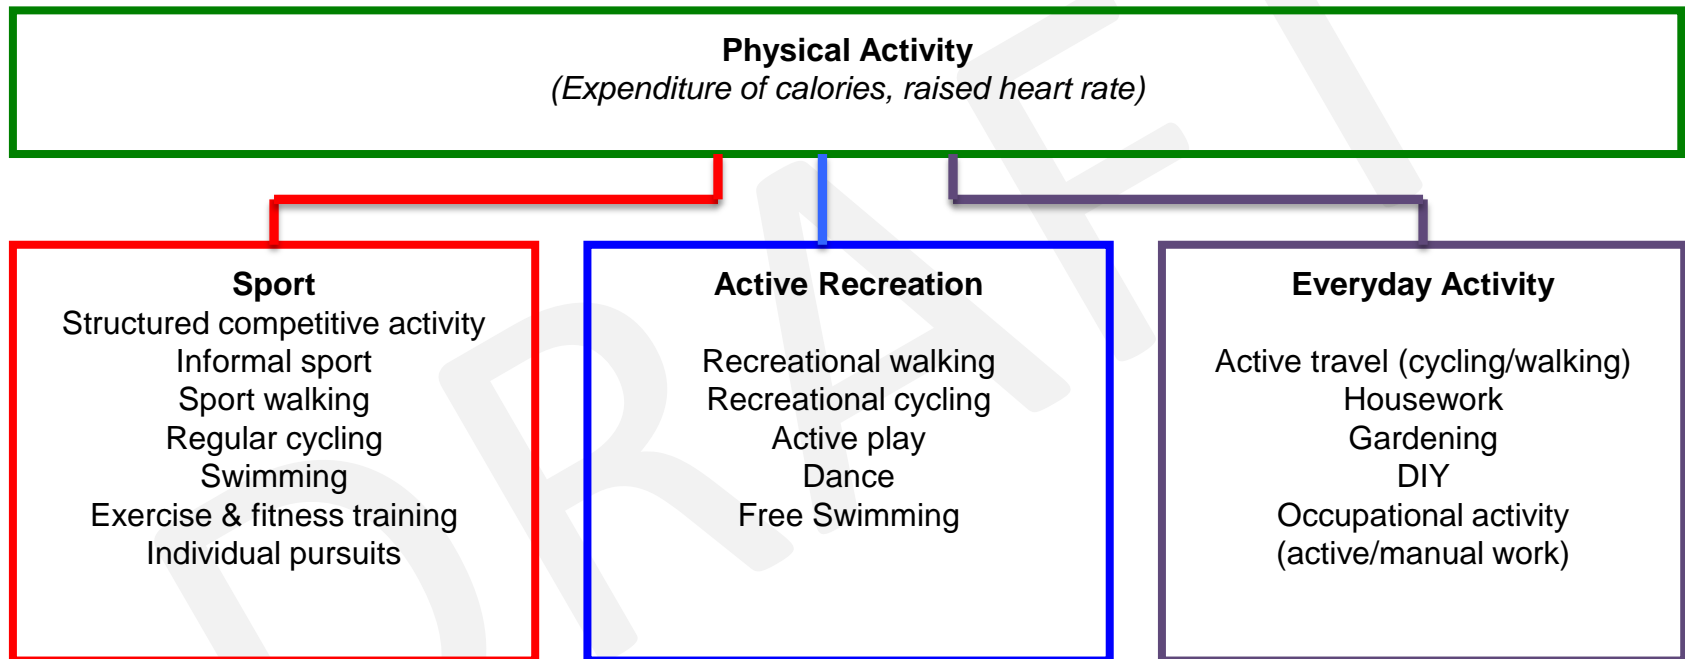 Physical Activity
(Expenditure of calories, raised heart rate)
Sport
Structured competitive activity
Informal sport
Sport walking
Regular cycling
Swimming
Exercise & fitness training
Individual pursuits
Active Recreation
Recreational walking
Recreational cycling
Active play
Dance
Free Swimming
Everyday Activity
Active travel (cycling/walking)
Housework
Gardening
DIY
Occupational activity
(active/manual work)
DRAFT